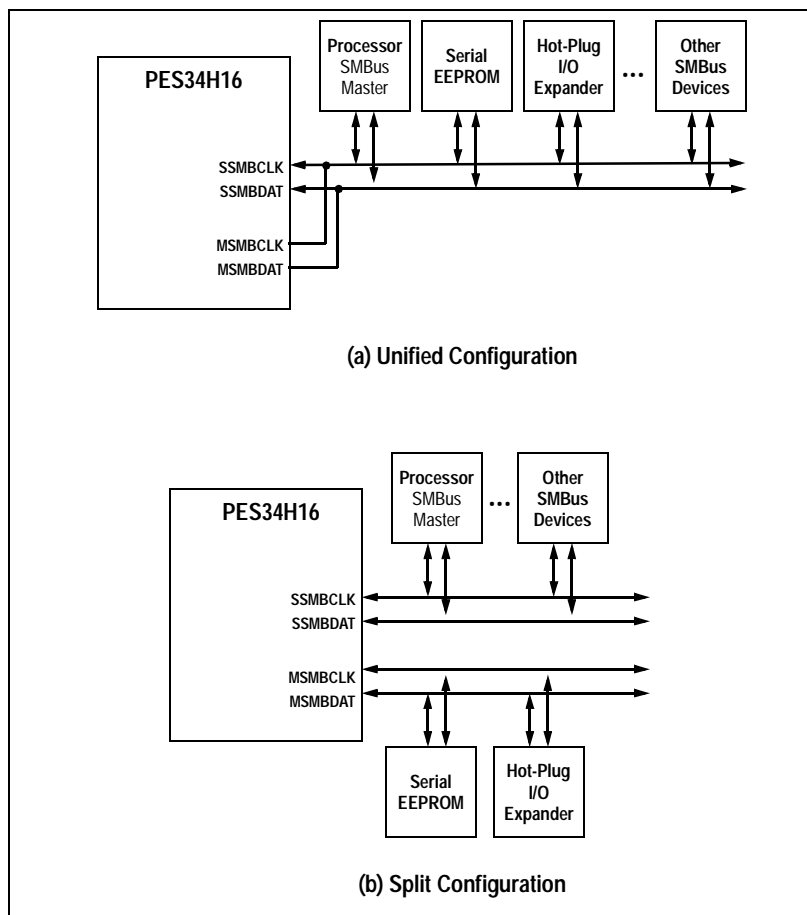 Processor
SMBus
Master
Serial
EEPROM
Hot-Plug
I/O
Expander
...
Other
SMBus
Devices
PES34H16
SSMBCLK
SSMBDAT
MSMBCLK
MSMBDAT
(a) Unified Configuration
Processor
SMBus
Master
...
Other
SMBus
Devices
PES34H16
SSMBCLK
SSMBDAT
MSMBCLK
MSMBDAT
Serial
EEPROM
Hot-Plug
I/O
Expander
(b) Split Configuration